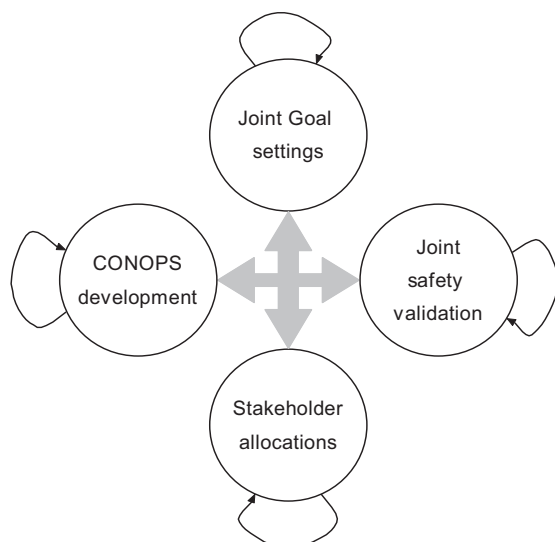 Joint Goal
settings
CONOPS
development
Joint
safety
validation
Stakeholder
allocations